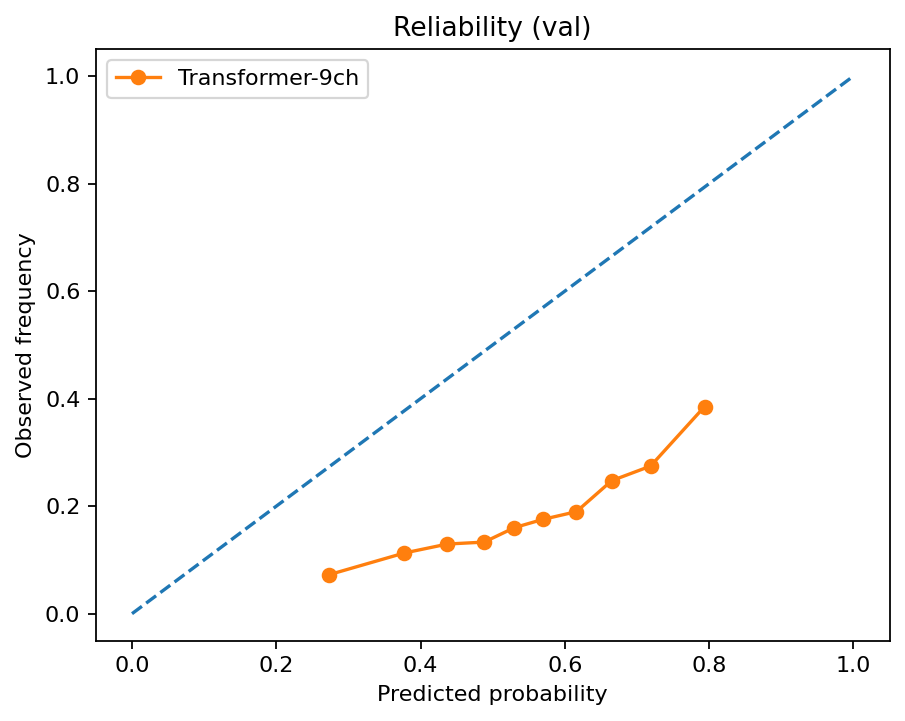 Reliability (val)
Transformer-9ch
1.0
0.8
0.6
0.4
0.2
0.0
Observed frequency
0.0 0.2 0.4 0.6 0.8 1.0
Predicted probability